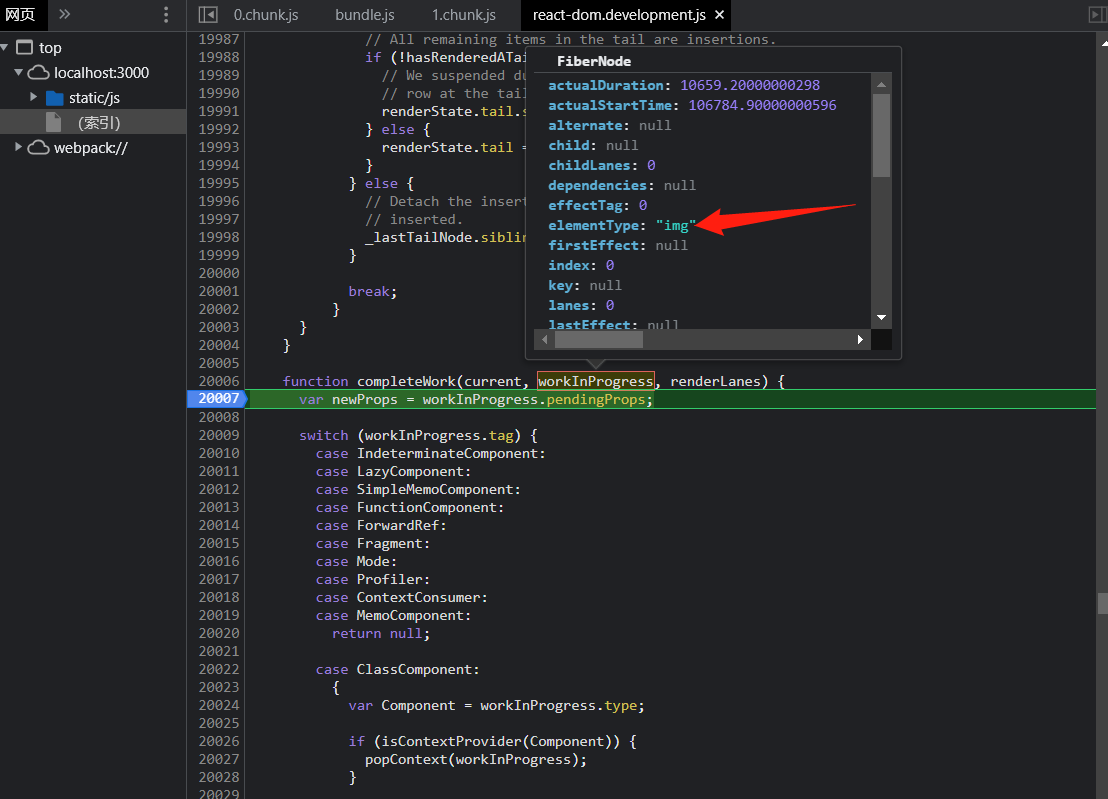 网页
0.chunk.js
bundle.js
1.chunk.js
react-dom.development.js ×
top
localhost:3000
static/js
(索引)
webpack://
19987 // All remaining items in the tail are insertions.
19988 if (!hasRenderedATai
19989 // We suspended du
19990 // row at the tail
19991 renderState.tail.s
19992 } else {
19993 renderState.tail =
19994 }
19995 } else {
19996 // Detach the insert
19997 // inserted.
19998 _lastTailNode.siblin
19999 }
20000
20001 break;
20002 }
20003 }
20004 }
20005
20006 function completeWork(current, workInProgress, renderLanes) {
20007 var newProps = workInProgress.pendingProps;
20008
20009 switch (workInProgress.tag) {
20010 case IndeterminateComponent:
20011 case LazyComponent:
20012 case SimpleMemoComponent:
20013 case FunctionComponent:
20014 case ForwardRef:
20015 case Fragment:
20016 case Mode:
20017 case Profiler:
20018 case ContextConsumer:
20019 case MemoComponent:
20020 return null;
20021
20022 case ClassComponent:
20023 {
20024 var Component = workInProgress.type;
20025
20026 if (isContextProvider(Component)) {
20027 popContext(workInProgress);
20028 }
20029
FiberNode
actualDuration: 10659.20000000298
actualStartTime: 106784.90000000596
alternate: null
child: null
childLanes: 0
dependencies: null
effectTag: 0
elementType: "img"
firstEffect: null
index: 0
key: null
lanes: 0
lastEffect: null